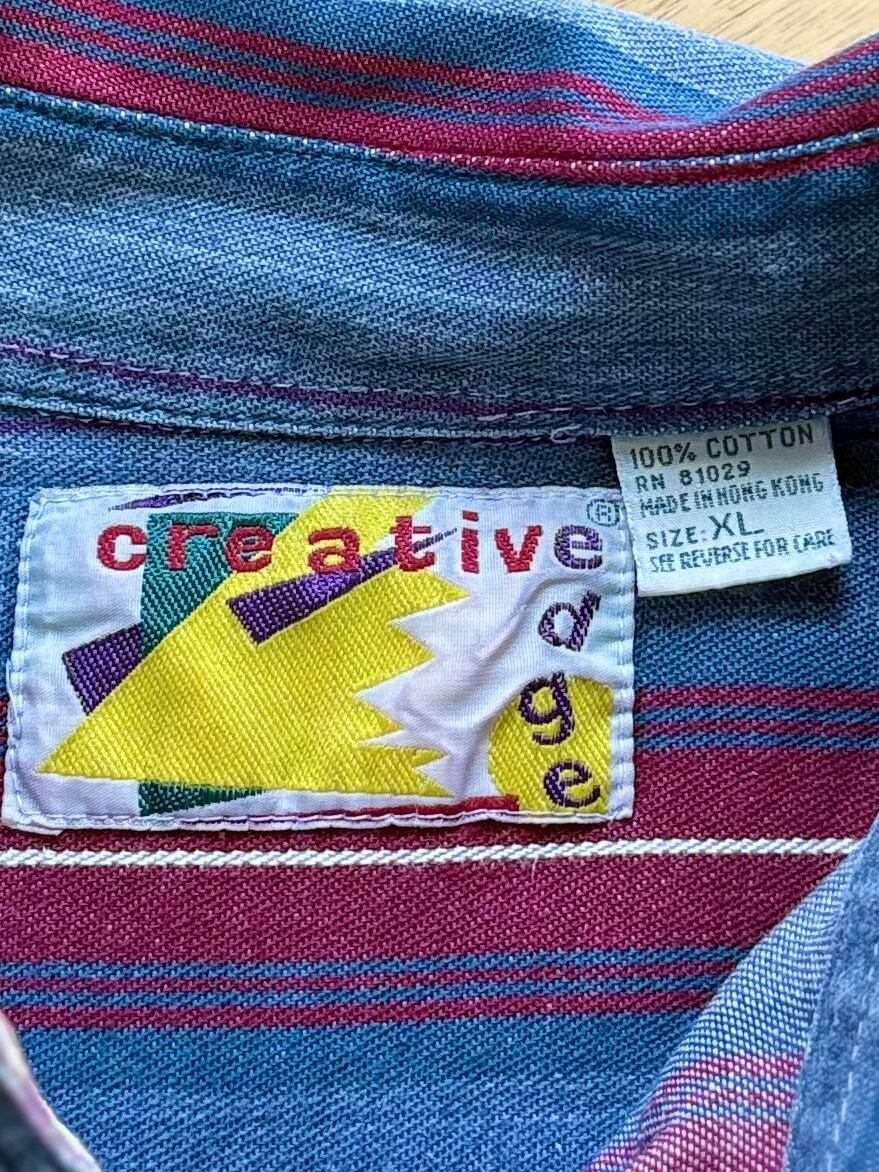 creative®
edge
100% COTTON
RN 81029
MADE IN HONG KONG
SIZE: XL
SEE REVERSE FOR CARE